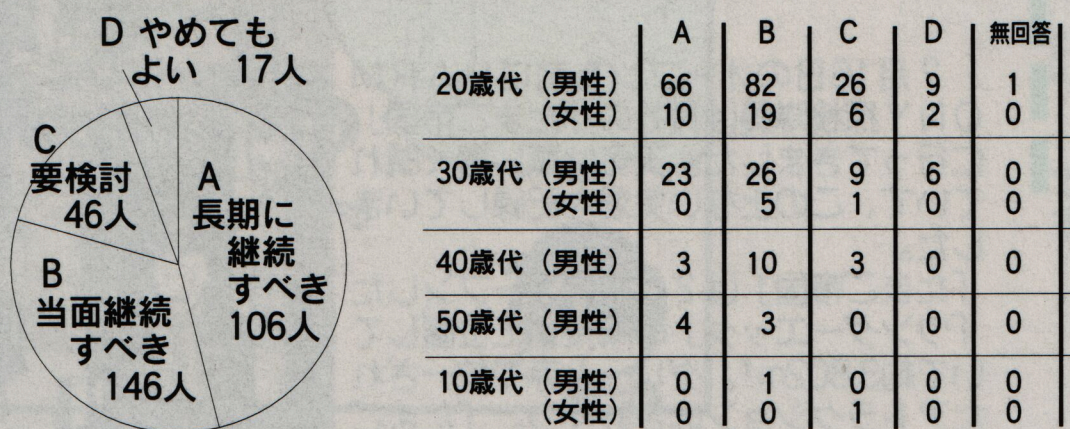 D やめても
よい 17人
C
要検討
46人
A
長期に
継続
すべき
106人
B
当面継続
すべき
146人
A B C D 無回答
20歳代（男性） 66 82 26 9 1
（女性） 10 19 6 2 0
30歳代（男性） 23 26 9 6 0
（女性） 0 5 1 0 0
40歳代（男性） 3 10 3 0 0
50歳代（男性） 4 3 0 0 0
10歳代（男性） 0 1 0 0 0
（女性） 0 0 1 0 0